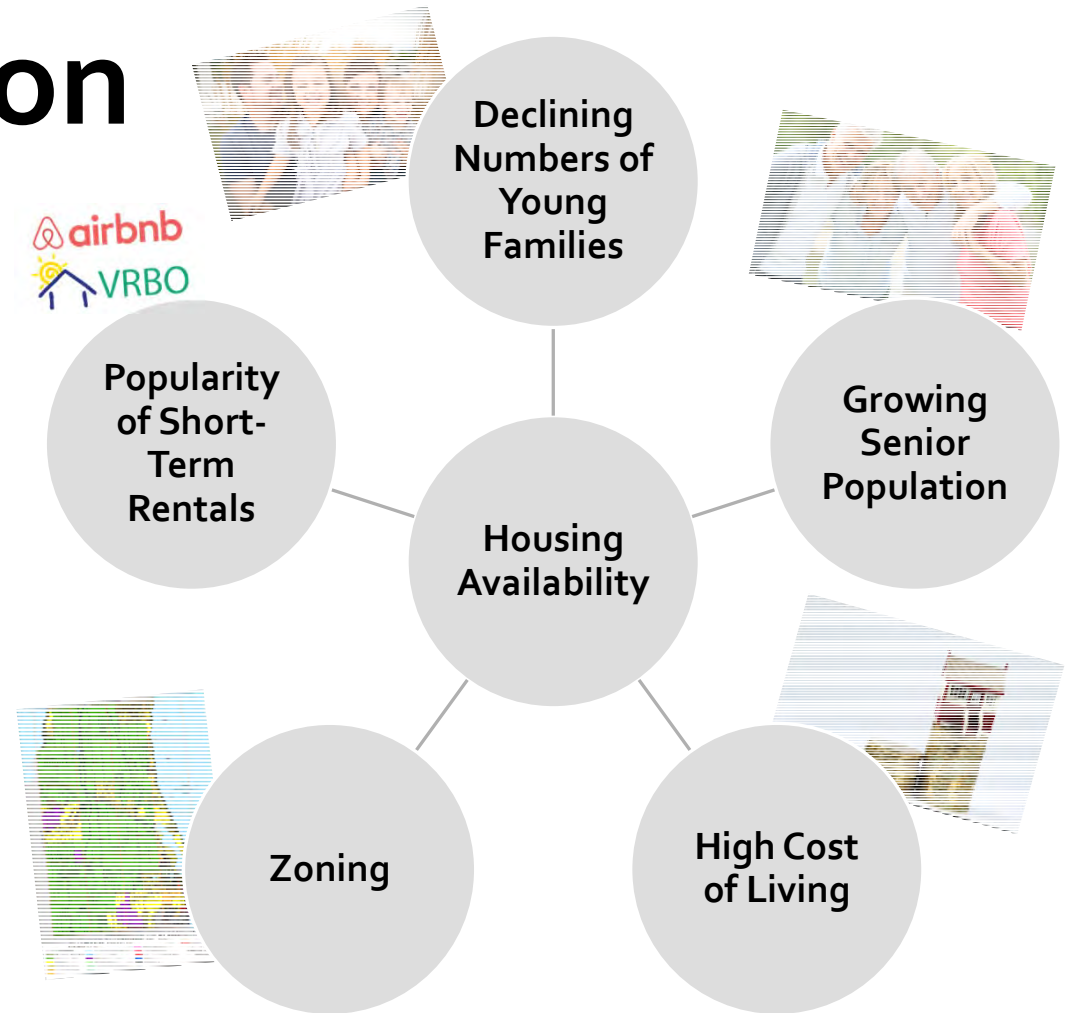 on
airbnb
VRBO
Declining
Numbers of
Young
Families
Popularity
of Short-
Term
Rentals
Growing
Senior
Population
Housing
Availability
Zoning
High Cost
of Living